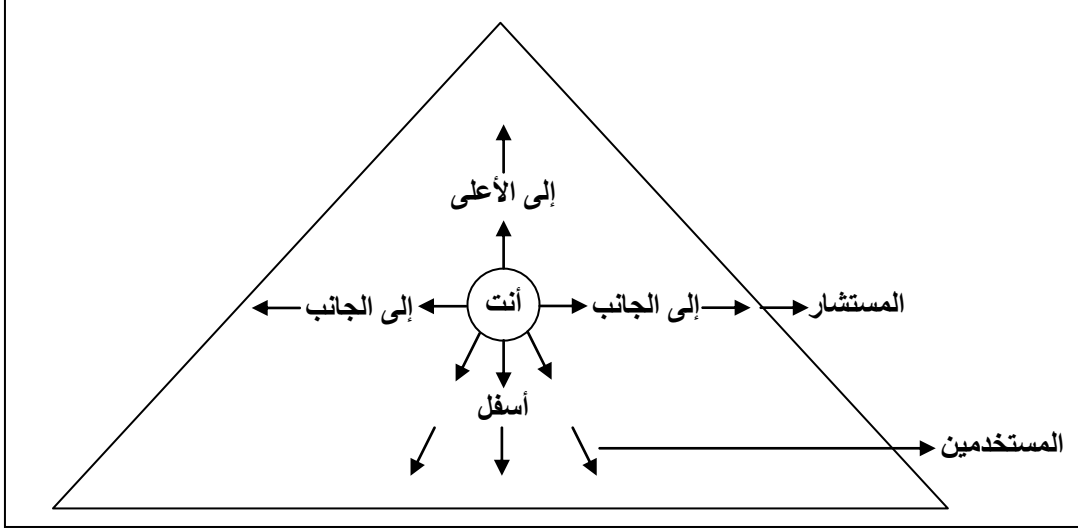 إلى الأعلى
المستشار إلى الجانب أنت إلى الجانب
أسفل
المستخدمين